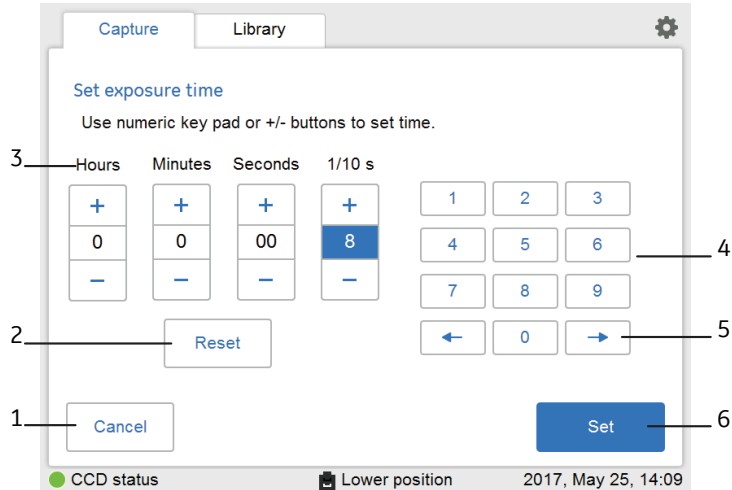 Capture Library
Set exposure time
Use numeric key pad or +/- buttons to set time.
3 Hours Minutes Seconds 1/10 s
+ + + + 1 2 3
0 0 00 8 4 5 6 4
− − − − 7 8 9
2 Reset ← 0 → 5
1 Cancel Set 6
CCD status Lower position 2017, May 25, 14:09